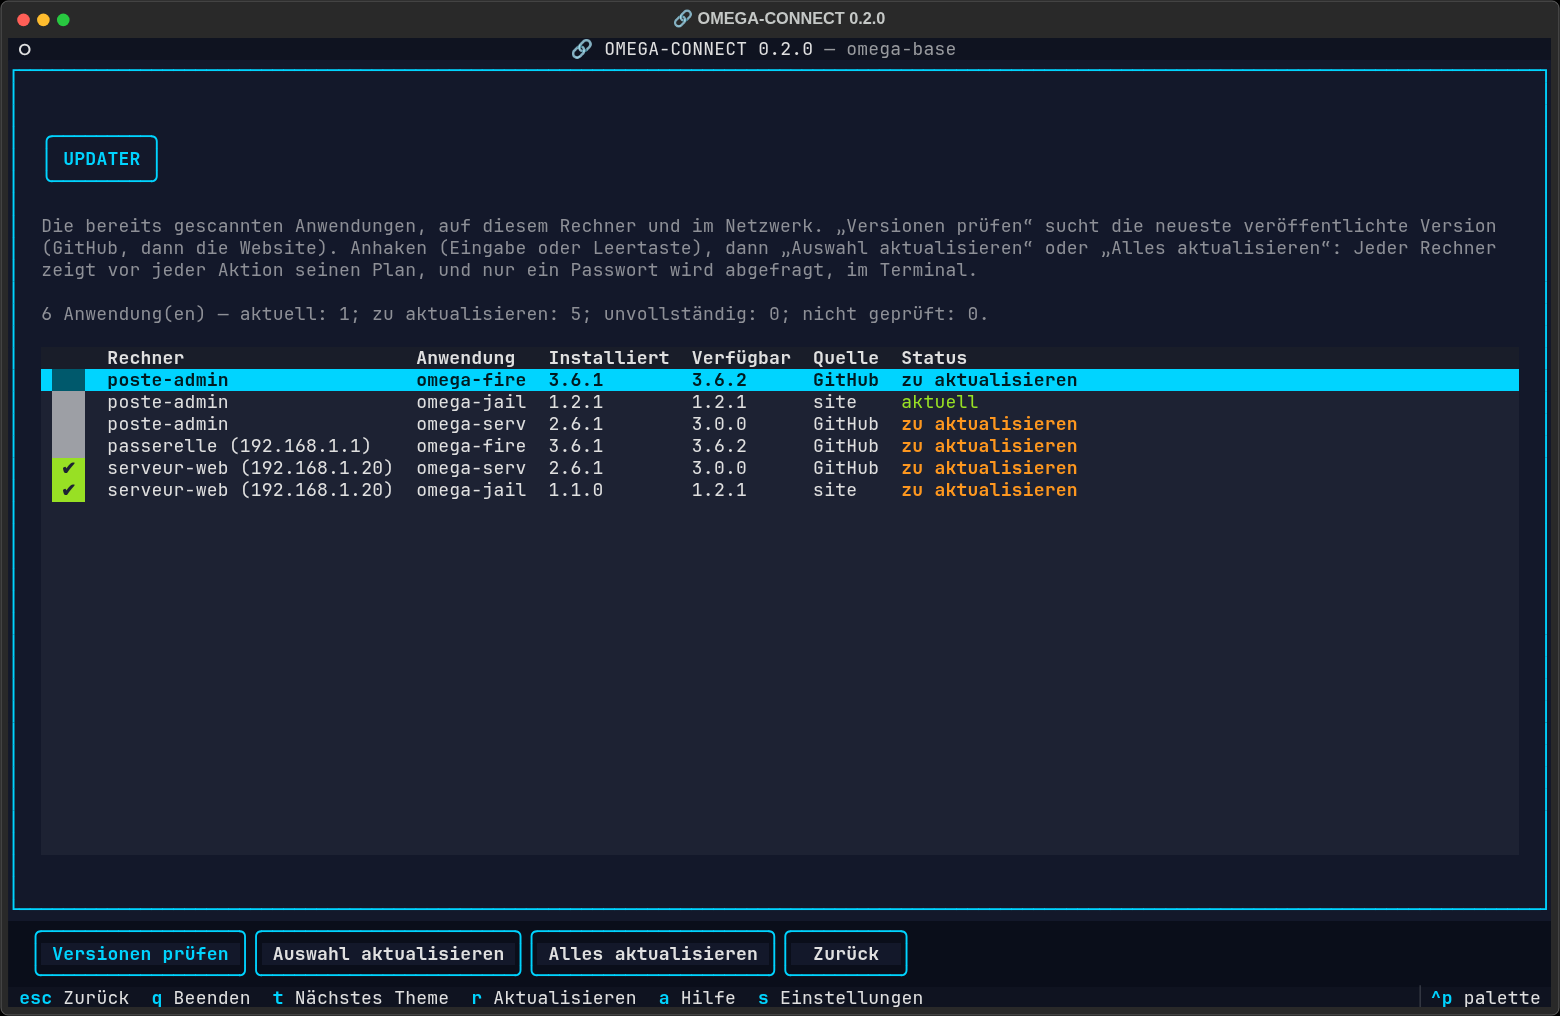 🔗 OMEGA-CONNECT 0.2.0
🔗 OMEGA-CONNECT 0.2.0 — omega-base
UPDATER
Die bereits gescannten Anwendungen, auf diesem Rechner und im Netzwerk. „Versionen prüfen“ sucht die neueste veröffentlichte Version
(GitHub, dann die Website). Anhaken (Eingabe oder Leertaste), dann „Auswahl aktualisieren“ oder „Alles aktualisieren“: Jeder Rechner
zeigt vor jeder Aktion seinen Plan, und nur ein Passwort wird abgefragt, im Terminal.
6 Anwendung(en) — aktuell: 1; zu aktualisieren: 5; unvollständig: 0; nicht geprüft: 0.
Rechner Anwendung Installiert Verfügbar Quelle Status
poste-admin omega-fire 3.6.1 3.6.2 GitHub zu aktualisieren
poste-admin omega-jail 1.2.1 1.2.1 site aktuell
poste-admin omega-serv 2.6.1 3.0.0 GitHub zu aktualisieren
passerelle (192.168.1.1) omega-fire 3.6.1 3.6.2 GitHub zu aktualisieren
✔ serveur-web (192.168.1.20) omega-serv 2.6.1 3.0.0 GitHub zu aktualisieren
✔ serveur-web (192.168.1.20) omega-jail 1.1.0 1.2.1 site zu aktualisieren
Versionen prüfen Auswahl aktualisieren Alles aktualisieren Zurück
esc Zurück q Beenden t Nächstes Theme r Aktualisieren a Hilfe s Einstellungen ^p palette